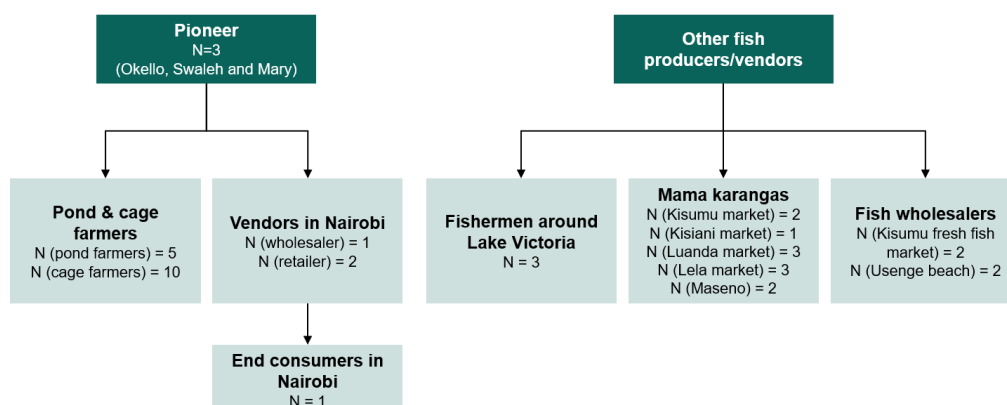 Pioneer
N=3
(Okello, Swaleh and Mary)
Other fish
producers/vendors
Pond & cage
farmers
N (pond farmers) = 5
N (cage farmers) = 10
Vendors in Nairobi
N (wholesaler) = 1
N (retailer) = 2
Fishermen around
Lake Victoria
N = 3
Mama karangas
N (Kisumu market) = 2
N (Kisiani market) = 1
N (Luanda market) = 3
N (Lela market) = 3
N (Maseno) = 2
Fish wholesalers
N (Kisumu fresh fish
market) = 2
N (Usenge beach) = 2
End consumers in
Nairobi
N = 1